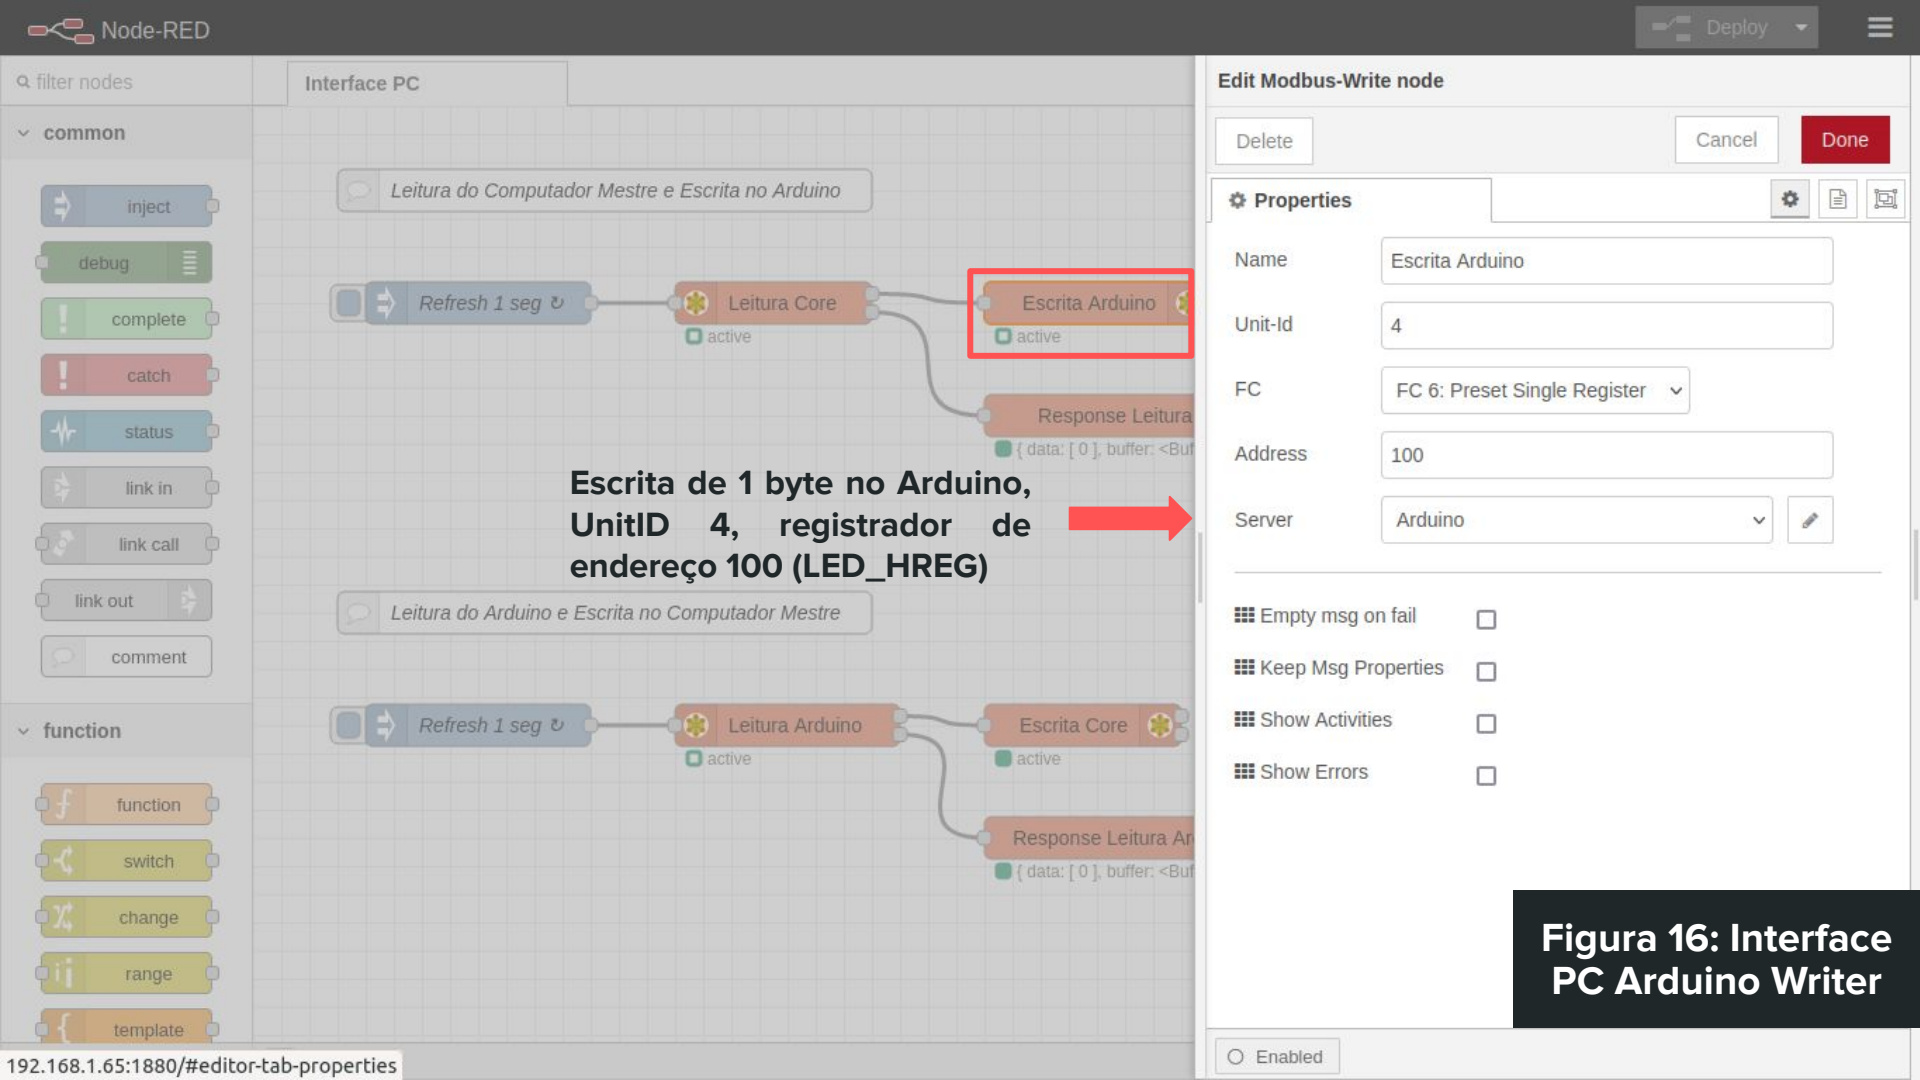 Node-RED
Deploy
filter nodes
Interface PC
Edit Modbus-Write node
common
Delete
Cancel
Done
Properties
inject
debug
complete
catch
status
link in
link call
link out
comment
function
function
switch
change
range
template
Leitura do Computador Mestre e Escrita no Arduino
Refresh 1 seg ↻
Leitura Core
active
Escrita Arduino
active
Response Leitura
{ data: [ 0 ], buffer: <Buf
Escrita de 1 byte no Arduino,
UnitID 4, registrador de
endereço 100 (LED_HREG)
Leitura do Arduino e Escrita no Computador Mestre
Refresh 1 seg ↻
Leitura Arduino
active
Escrita Core
active
Response Leitura Ar
{ data: [ 0 ], buffer: <Buf
Name
Escrita Arduino
Unit-Id
4
FC
FC 6: Preset Single Register
Address
100
Server
Arduino
Empty msg on fail
Keep Msg Properties
Show Activities
Show Errors
Figura 16: Interface
PC Arduino Writer
Enabled
192.168.1.65:1880/#editor-tab-properties